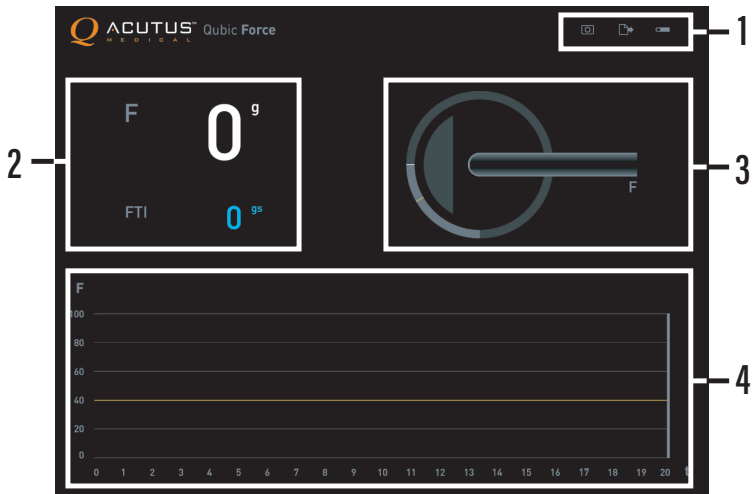 Q ACUTUS™ Qubic Force
MEDICAL
1
F 0 g
2
3
F
FTI 0 gs
F
100
80
60
40
4
20
0
0 1 2 3 4 5 6 7 8 9 10 11 12 13 14 15 16 17 18 19 20 t